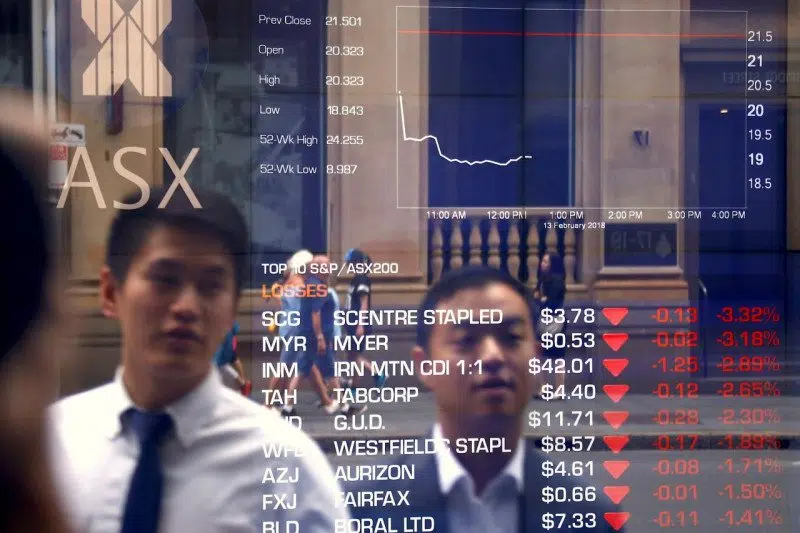 ASX
Prev Close 21.501
Open 20.323
High 20.323
Low 18.843
52-Wk High 24.255
52-Wk Low 8.987
21.5
21
20.5
20
19.5
19
18.5
11:00 AM 12:00 PM 1:00 PM 2:00 PM 3:00 PM 4:00 PM
13 February 2018
17-19
TOP 10 S&P/ASX200
LOSSES
SCG SCENTRE STAPLED $3.78 -0.13 -3.32%
MYR MYER $0.53 -0.02 -3.18%
INM IRN MTN CDI 1:1 $42.01 -1.25 -2.89%
TAH TABCORP $4.40 -0.12 -2.65%
G.U.D. $11.71 -0.28 -2.30%
WESTFIELDS STAPL $8.57 -0.17 -1.89%
AZJ AURIZON $4.61 -0.08 -1.71%
FXJ FAIRFAX $0.66 -0.01 -1.50%
BLD BORAL LTD $7.33 -0.11 -1.41%